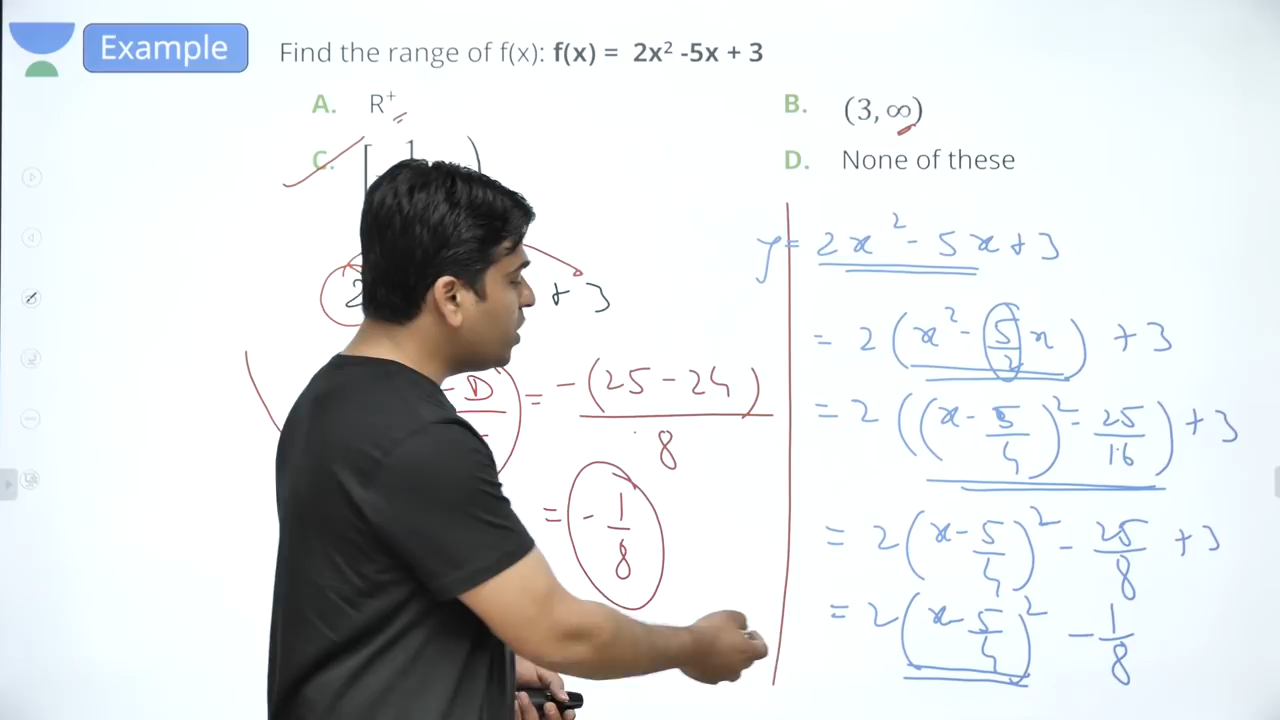 Example
Find the range of f(x): f(x) = 2x² -5x + 3
A. R⁺
B. (3, ∞)
C. [ 1 )
D. None of these
y = 2x² - 5x + 3
2 + 3
= 2(x² - 5/2 x) + 3
- D = -(25 - 24)/8
= 2((x - 5/4)² - 25/16) + 3
= - 1/8
= 2(x - 5/4)² - 25/8 + 3
= 2(x - 5/4)² - 1/8